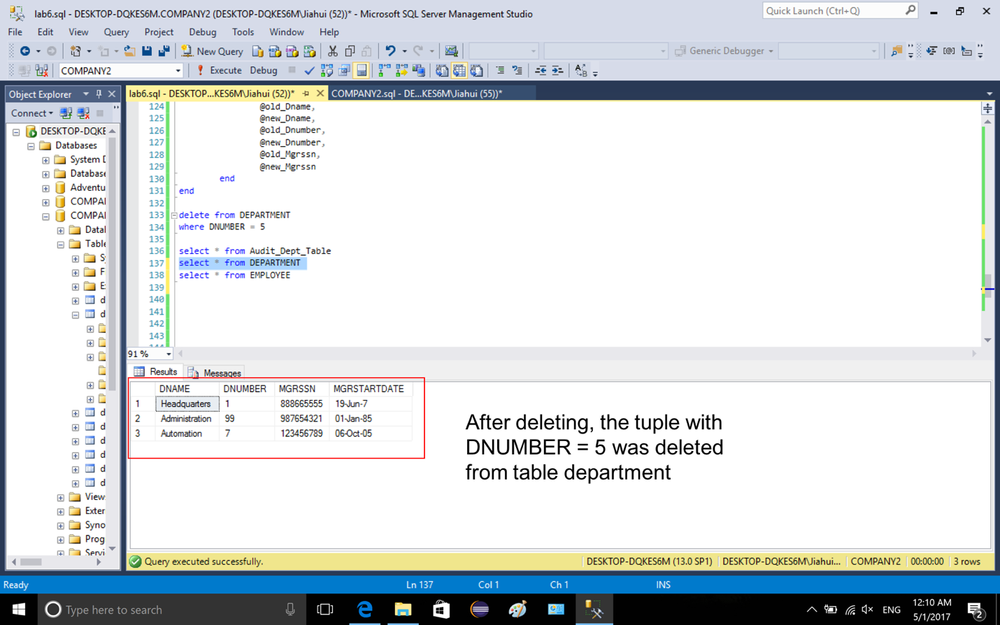 lab6.sql - DESKTOP-DQKES6M.COMPANY2 (DESKTOP-DQKES6M\Jiahui (52))* - Microsoft SQL Server Management Studio
Quick Launch (Ctrl+Q)
File Edit View Query Project Debug Tools Window Help
New Query
Generic Debugger
COMPANY2
Execute Debug
Object Explorer
lab6.sql - DESKTOP...KES6M\Jiahui (52))*
COMPANY2.sql - DE...KES6M\Jiahui (55))*
Connect
DESKTOP-DQKE
Databases
System D
Database
Adventu
COMPA
COMPA
Datal
Table
S
F
E
d
d
d
d
d
d
d
d
View
Exter
Syno
Prog
Servi
124 @old_Dname,
125 @new_Dname,
126 @old_Dnumber,
127 @new_Dnumber,
128 @old_Mgrssn,
129 @new_Mgrssn
130 end
131 end
132
133 delete from DEPARTMENT
134 where DNUMBER = 5
135
136 select * from Audit_Dept_Table
137 select * from DEPARTMENT
138 select * from EMPLOYEE
139
140
141
142
143
91 %
Results Messages
DNAME DNUMBER MGRSSN MGRSTARTDATE
1 Headquarters 1 888665555 19-Jun-7
2 Administration 99 987654321 01-Jan-85
3 Automation 7 123456789 06-Oct-05
After deleting, the tuple with
DNUMBER = 5 was deleted
from table department
Query executed successfully.
DESKTOP-DQKES6M (13.0 SP1) DESKTOP-DQKES6M\Jiahui... COMPANY2 00:00:00 3 rows
Ready Ln 137 Col 1 Ch 1 INS
Type here to search
ENG
12:10 AM
5/1/2017
2